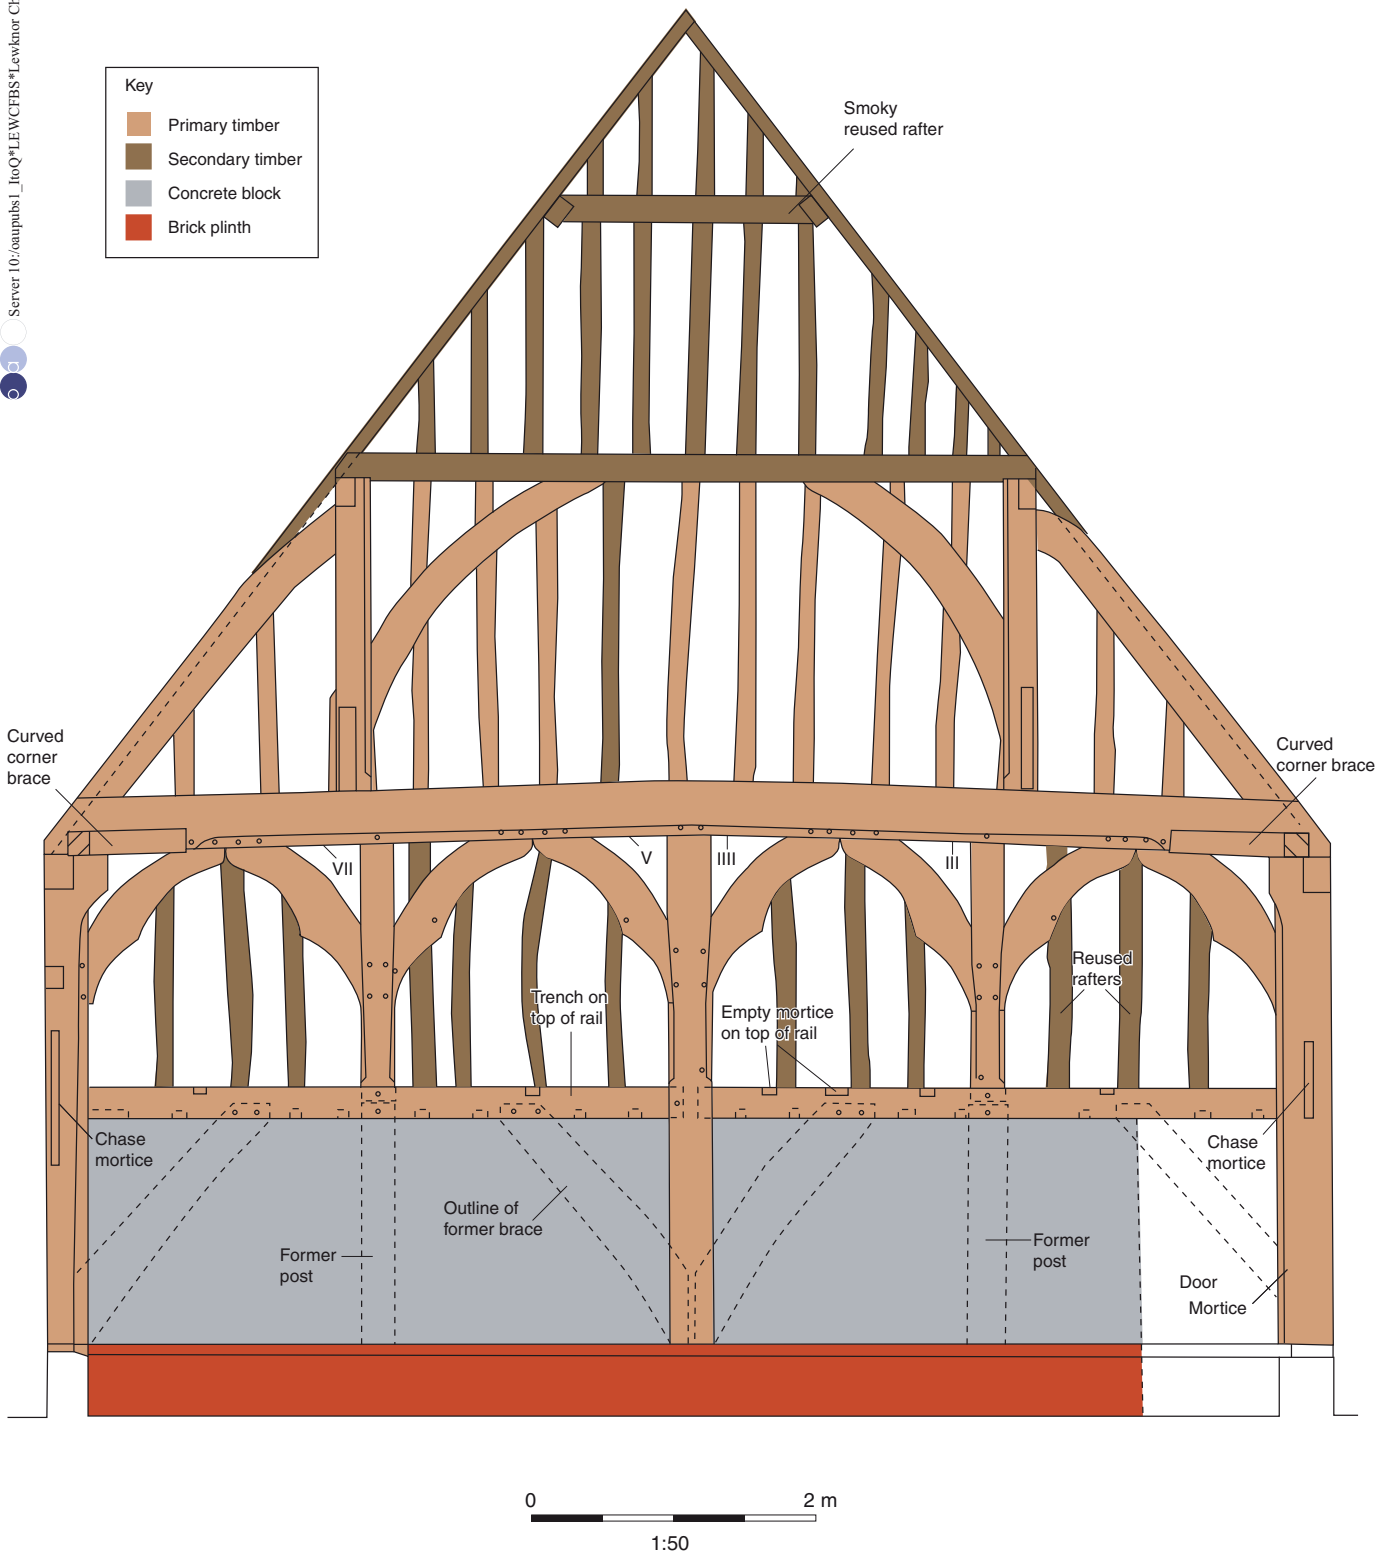 Server 10:/oaupubs1_ItoQ*LEWCFBS*Lewknor
Key
Primary timber
Secondary timber
Concrete block
Brick plinth
Smoky
reused rafter
Curved
corner
brace
Curved
corner brace
VII
V
IIII
III
Reused
rafters
Trench on
top of rail
Empty mortice
on top of rail
Chase
mortice
Chase
mortice
Outline of
former brace
Former
post
Former
post
Door
Mortice
0
2 m
1:50